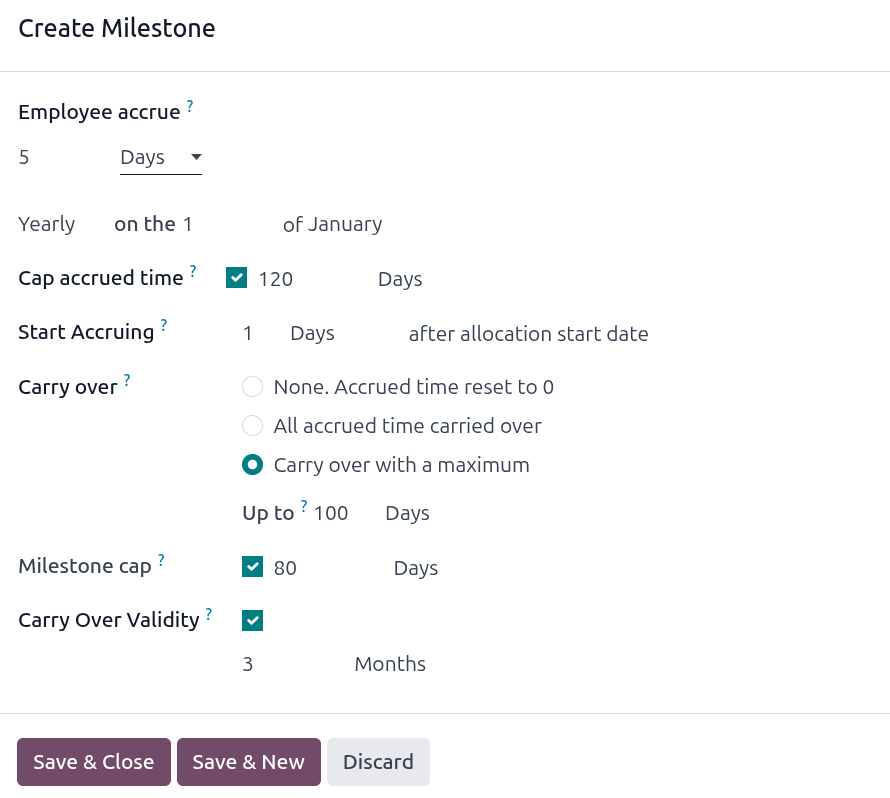 Create Milestone
Employee accrue ?
5 Days
Yearly on the 1 of January
Cap accrued time ? 120 Days
Start Accruing ? 1 Days after allocation start date
Carry over ? None. Accrued time reset to 0
All accrued time carried over
Carry over with a maximum
Up to ? 100 Days
Milestone cap ? 80 Days
Carry Over Validity ?
3 Months
Save & Close Save & New Discard